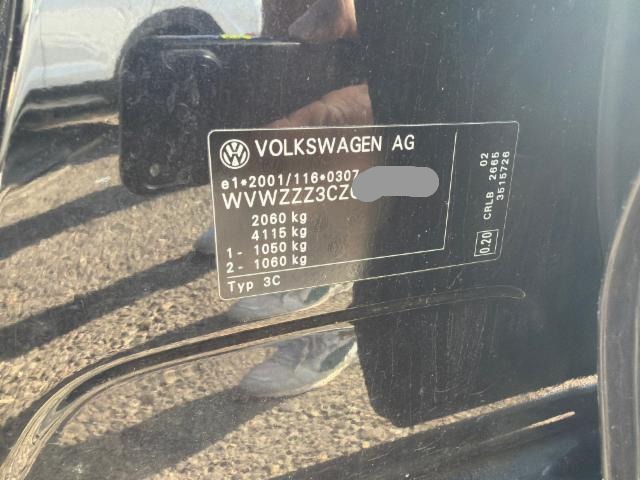 VOLKSWAGEN AG
e1*2001/116*0307
WVWZZZ3CZ
2060 kg
4115 kg
1- 1050 kg
2- 1060 kg
Typ 3C
0.20 CRLB 2665 02
3515726